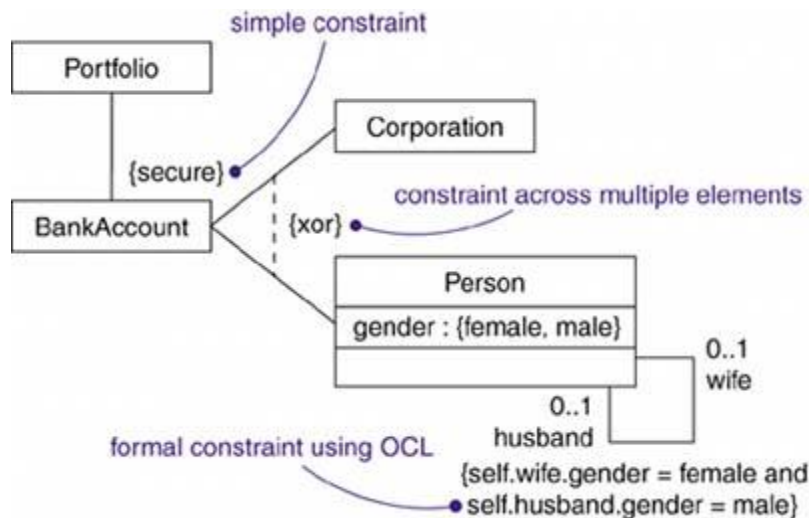 simple constraint
Portfolio
Corporation
{secure}
constraint across multiple elements
BankAccount
{xor}
Person
gender : {female, male}
0..1
wife
0..1
husband
formal constraint using OCL
{self.wife.gender = female and
self.husband.gender = male}